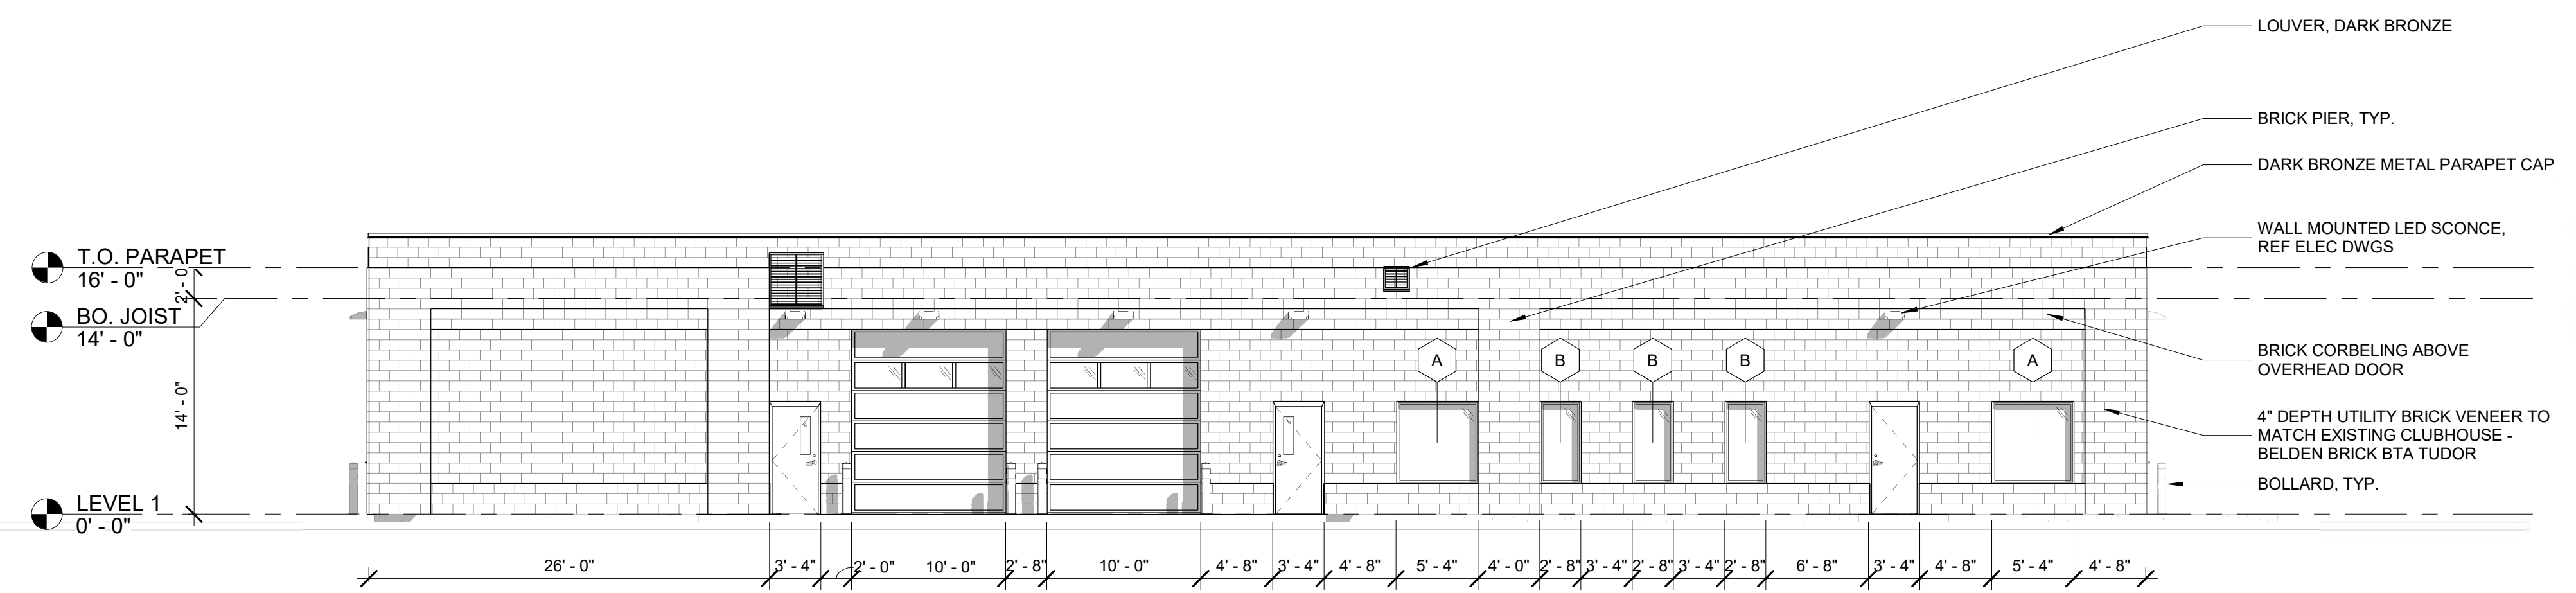 LOUVER, DARK BRONZE
BRICK PIER, TYP.
DARK BRONZE METAL PARAPET CAP
WALL MOUNTED LED SCONCE,
REF ELEC DWGS
T.O. PARAPET
16' - 0"
2' - 0
BO. JOIST
14' - 0"
BRICK CORBELING ABOVE
OVERHEAD DOOR
A
B
B
B
A
14' - 0"
4" DEPTH UTILITY BRICK VENEER TO
MATCH EXISTING CLUBHOUSE -
BELDEN BRICK BTA TUDOR
BOLLARD, TYP.
LEVEL 1
0' - 0"
26' - 0"
3' - 4"
2' - 0"
10' - 0"
2' - 8"
10' - 0"
4' - 8"
3' - 4"
4' - 8"
5' - 4"
4' - 0"
2' - 8"
3' - 4"
2' - 8"
3' - 4"
2' - 8"
6' - 8"
3' - 4"
4' - 8"
5' - 4"
4' - 8"